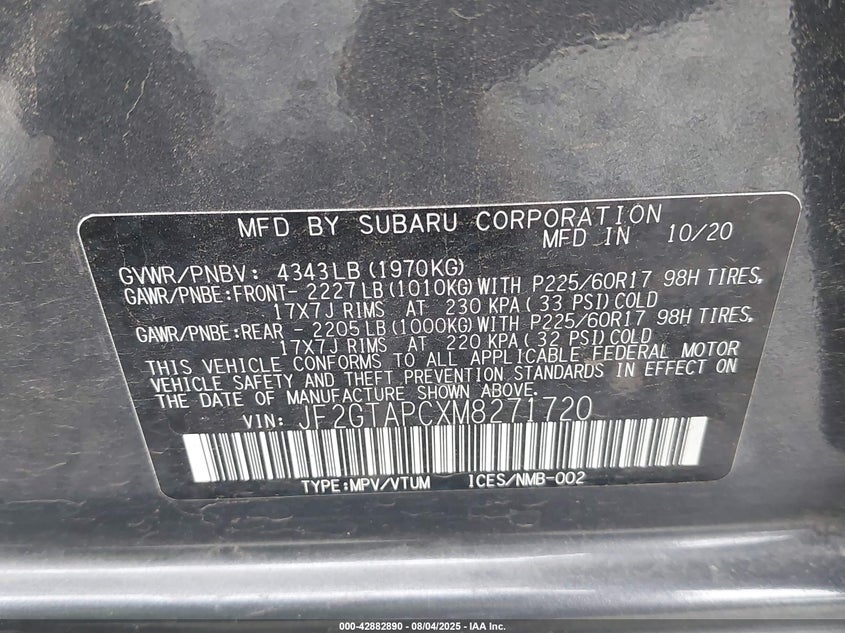 MFD BY SUBARU CORPORATION
MFD IN 10/20
GVWR/PNBV: 4343LB(1970KG)
GAWR/PNBE:FRONT- 2227LB(1010KG)WITH P225/60R17 98H TIRES,
17X7J RIMS AT 230 KPA(33 PSI)COLD
GAWR/PNBE:REAR - 2205LB(1000KG)WITH P225/60R17 98H TIRES,
17X7J RIMS AT 220 KPA(32 PSI)COLD
THIS VEHICLE CONFORMS TO ALL APPLICABLE FEDERAL MOTOR
VEHICLE SAFETY AND THEFT PREVENTION STANDARDS IN EFFECT ON
THE DATE OF MANUFACTURE SHOWN ABOVE.
VIN: JF2GTAPCXM8271720
TYPE:MPV/VTUM ICES/NMB-002
000-42882890 - 08/04/2025 - IAA Inc.